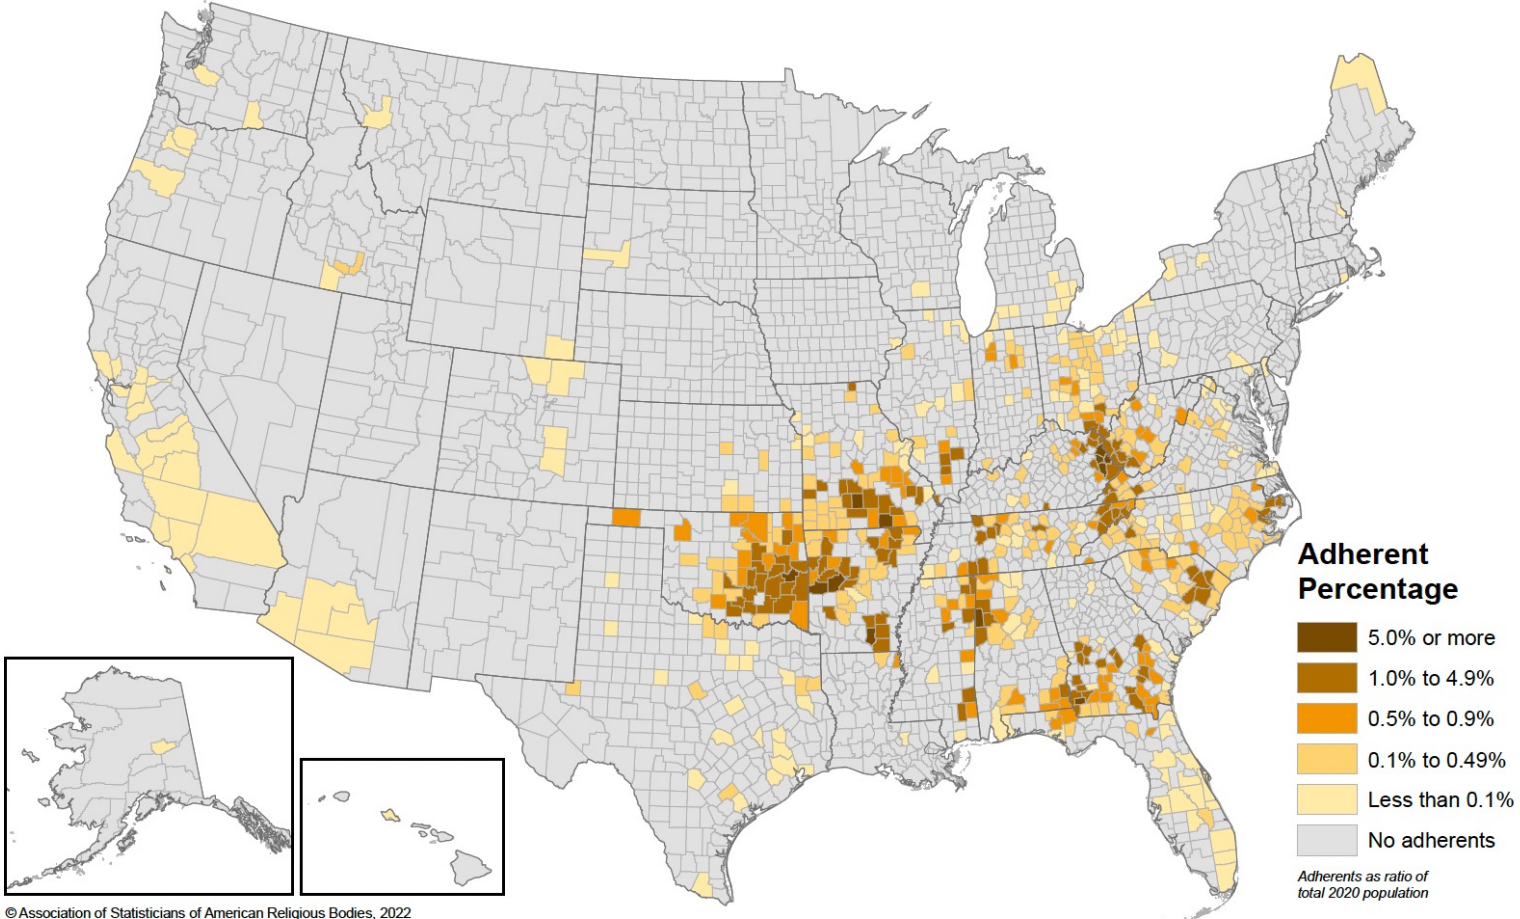 Adherent
Percentage
5.0% or more
1.0% to 4.9%
0.5% to 0.9%
0.1% to 0.49%
Less than 0.1%
No adherents
Adherents as ratio of
total 2020 population
© Association of Statisticians of American Religious Bodies, 2022